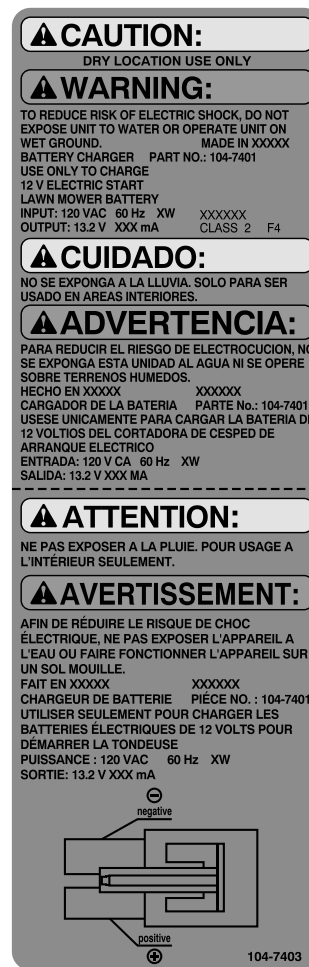 CAUTION:
DRY LOCATION USE ONLY
WARNING:
TO REDUCE RISK OF ELECTRIC SHOCK, DO NOT
EXPOSE UNIT TO WATER OR OPERATE UNIT ON
WET GROUND. MADE IN XXXXX
BATTERY CHARGER PART NO.: 104-7401
USE ONLY TO CHARGE
12 V ELECTRIC START
LAWN MOWER BATTERY
INPUT: 120 VAC 60 Hz XW XXXXXX
OUTPUT: 13.2 V XXX mA CLASS 2 F4
CUIDADO:
NO SE EXPONGA A LA LLUVIA. SOLO PARA SER
USADO EN AREAS INTERIORES.
ADVERTENCIA:
PARA REDUCIR EL RIESGO DE ELECTROCUCION, NO
SE EXPONGA ESTA UNIDAD AL AGUA NI SE OPERE
SOBRE TERRENOS HUMEDOS.
HECHO EN XXXXX XXXXXX
CARGADOR DE LA BATERIA PARTE No.: 104-7401
USESE UNICAMENTE PARA CARGAR LA BATERIA DE
12 VOLTIOS DEL CORTADORA DE CESPED DE
ARRANQUE ELECTRICO
ENTRADA: 120 V CA 60 Hz XW
SALIDA: 13.2 V XXX MA
ATTENTION:
NE PAS EXPOSER A LA PLUIE. POUR USAGE A
L'INTÉRIEUR SEULEMENT.
AVERTISSEMENT:
AFIN DE RÉDUIRE LE RISQUE DE CHOC
ÉLECTRIQUE, NE PAS EXPOSER L'APPAREIL A
L'EAU OU FAIRE FONCTIONNER L'APPAREIL SUR
UN SOL MOUILLE.
FAIT EN XXXXX XXXXXX
CHARGEUR DE BATTERIE PIÉCE NO. : 104-7401
UTILISER SEULEMENT POUR CHARGER LES
BATTERIES ÉLECTRIQUES DE 12 VOLTS POUR
DÉMARRER LA TONDEUSE
PUISSANCE : 120 VAC 60 Hz XW
SORTIE: 13.2 V XXX mA
negative
positive
104-7403